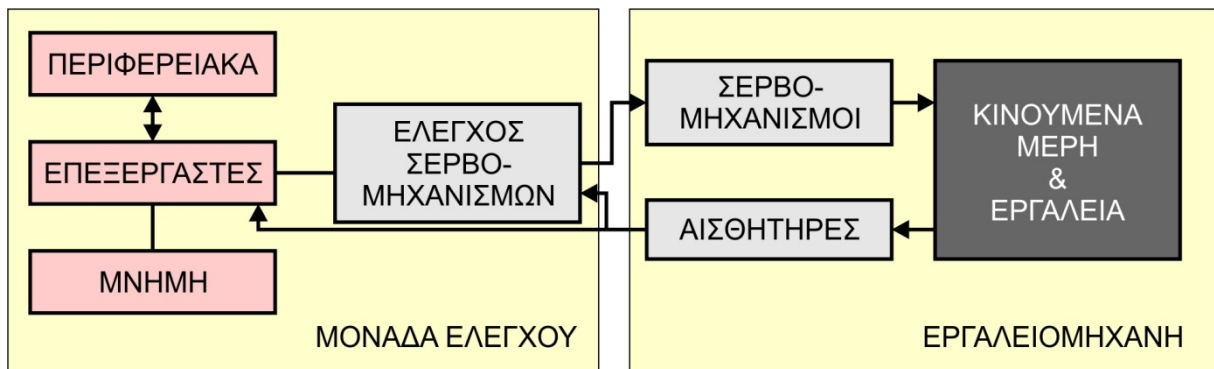 ΠΕΡΙΦΕΡΕΙΑΚΑ
ΕΠΕΞΕΡΓΑΣΤΕΣ
ΜΝΗΜΗ
ΕΛΕΓΧΟΣ
ΣΕΡΒΟ-
ΜΗΧΑΝΙΣΜΩΝ
ΜΟΝΑΔΑ ΕΛΕΓΧΟΥ
ΣΕΡΒΟ-
ΜΗΧΑΝΙΣΜΟΙ
ΑΙΣΘΗΤΗΡΕΣ
ΚΙΝΟΥΜΕΝΑ
ΜΕΡΗ
&
ΕΡΓΑΛΕΙΑ
ΕΡΓΑΛΕΙΟΜΗΧΑΝΗ